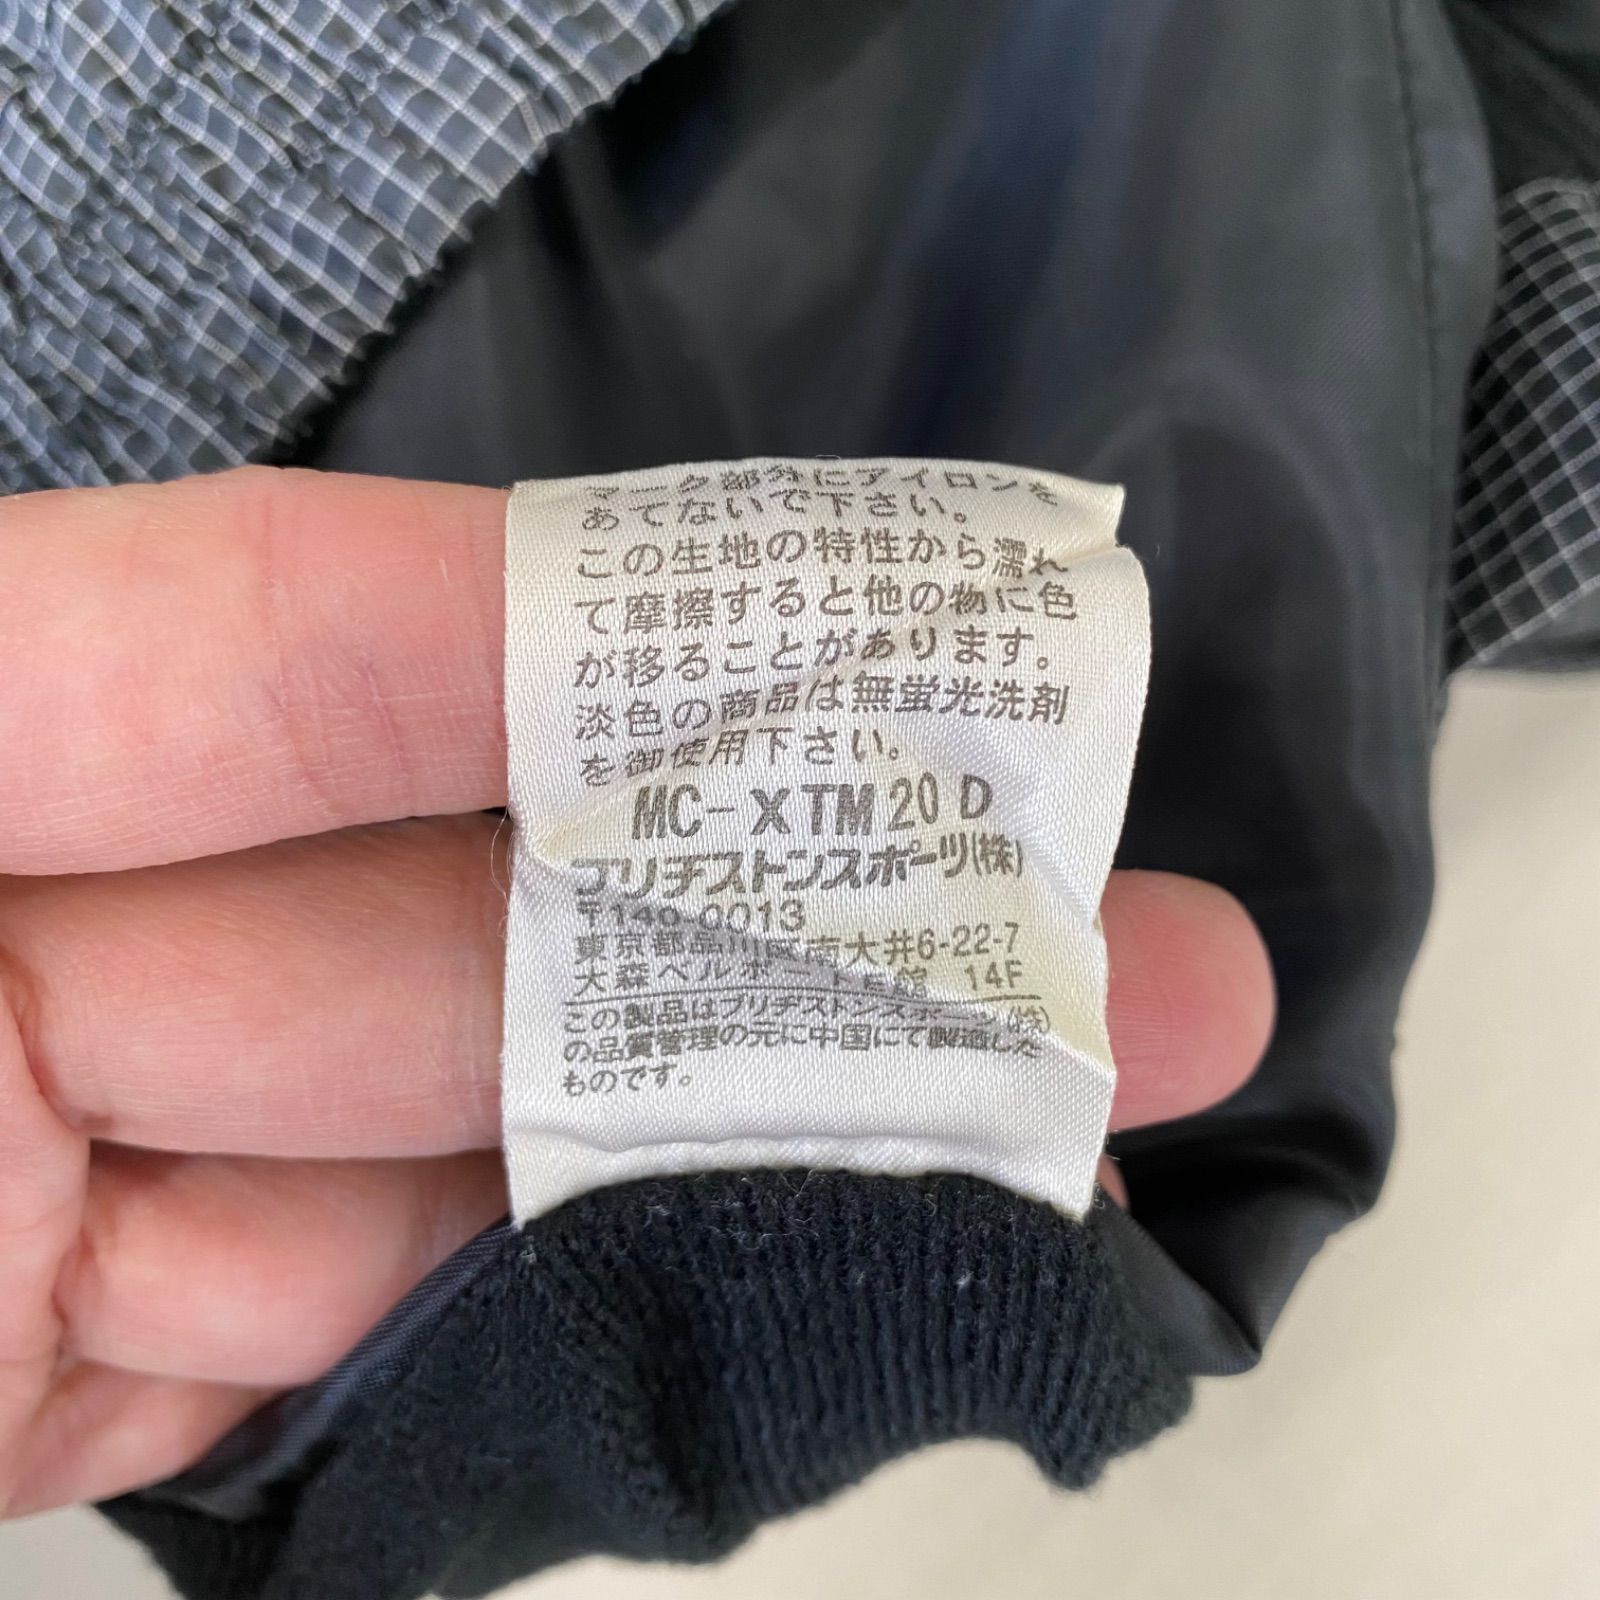 マーク部分にアイロンを
あてないで下さい。
この生地の特性から濡れ
て摩擦すると他の物に色
が移ることがあります。
淡色の商品は無蛍光洗剤
を御使用下さい。
MC-XTM20D
ブリヂストンスポーツ(株)
〒140-0013
東京都品川区南大井6-22-7
大森ベルポートE館 14F
この製品はブリヂストンスポーツ(株)
の品質管理の元に中国にて製造した
ものです。